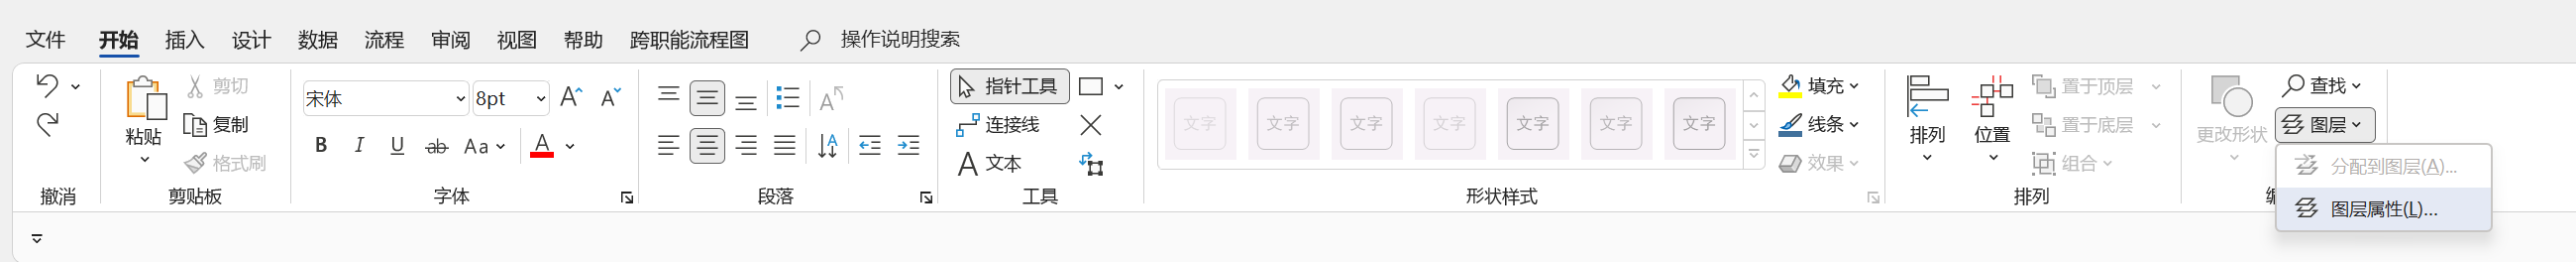 文件 开始 插入 设计 数据 流程 审阅 视图 帮助 跨职能流程图 操作说明搜索
撤消
粘贴
剪切
复制
格式刷
剪贴板
宋体 8pt A A
B I U ab Aa A
字体
段落
指针工具
连接线
A 文本
工具
文字 文字 文字 文字 文字 文字 文字
形状样式
填充
线条
效果
排列
位置
置于顶层
置于底层
组合
排列
更改形状
查找
图层
分配到图层(A)...
图层属性(L)...